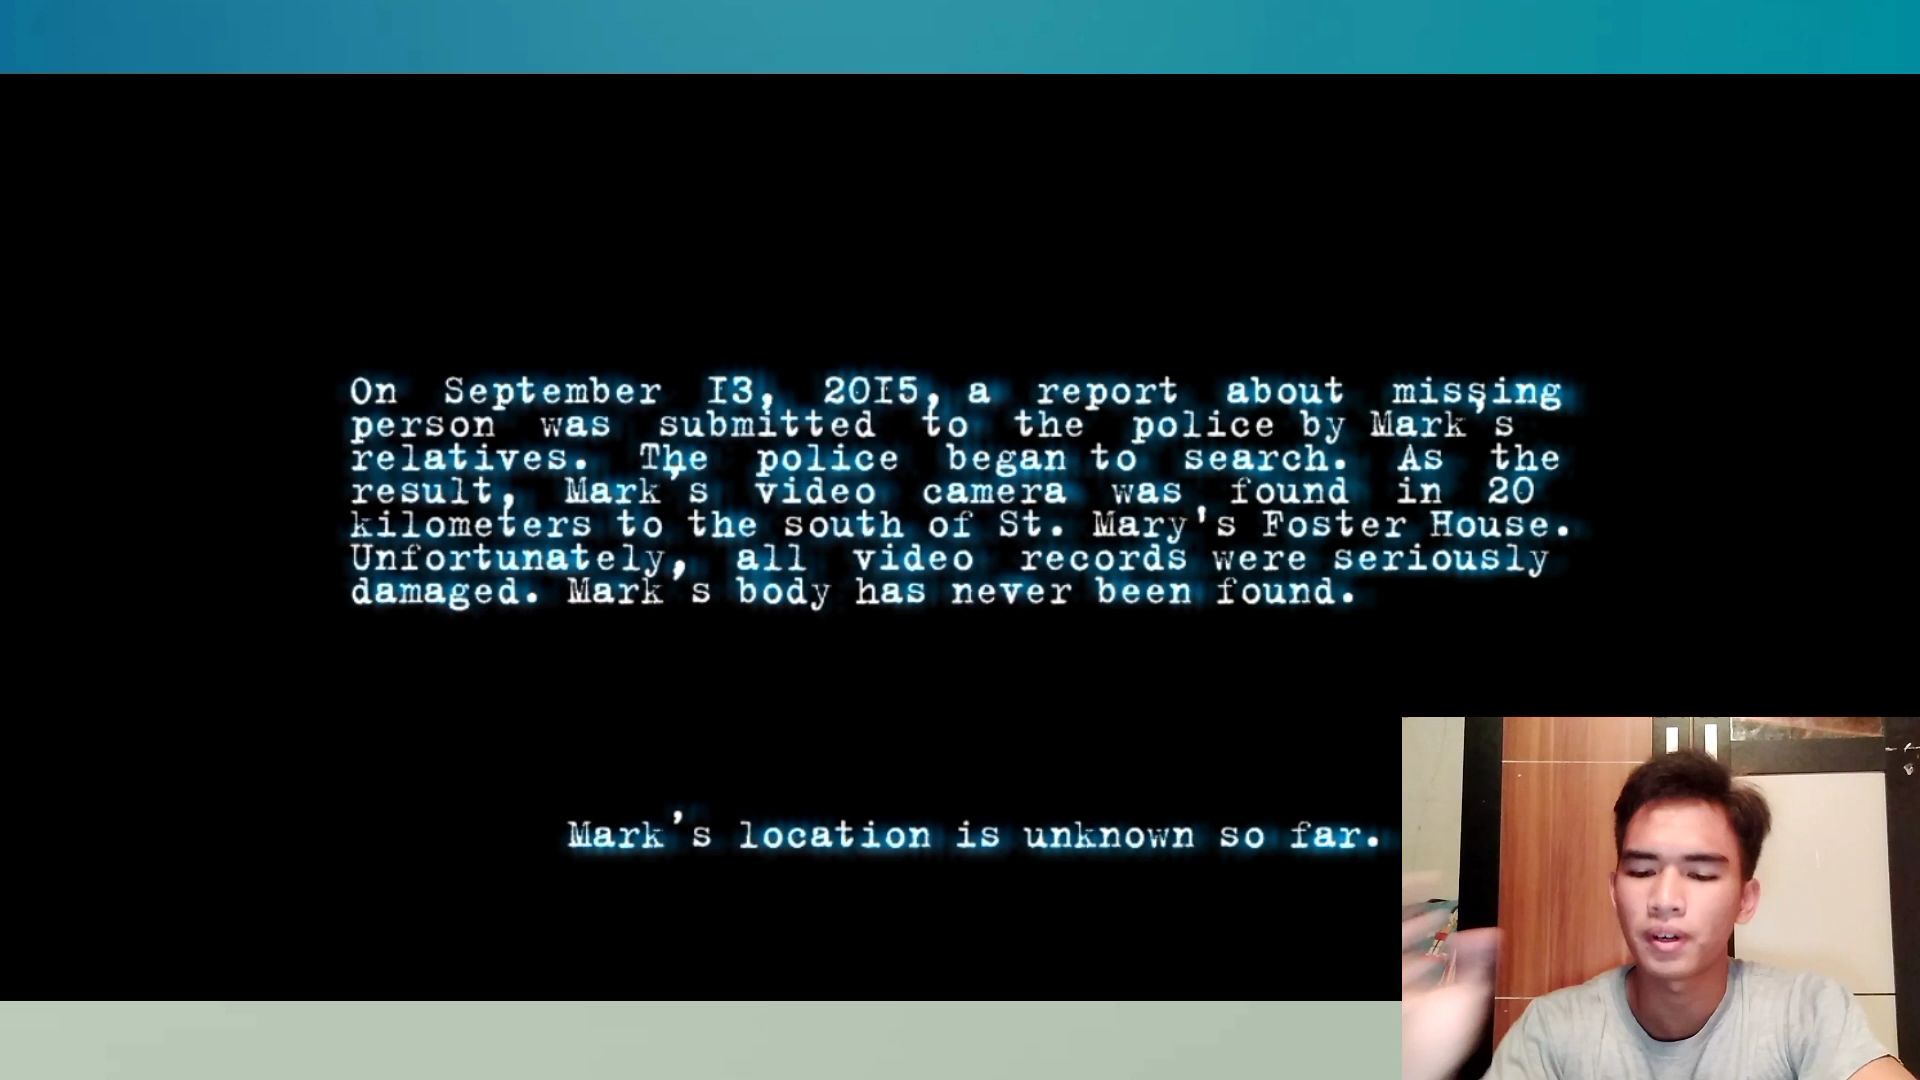 On September 13, 2015, a report about missing
person was submitted to the police by Mark's
relatives. The police began to search. As the
result, Mark's video camera was found in 20
kilometers to the south of St. Mary's Foster House.
Unfortunately, all video records were seriously
damaged. Mark's body has never been found.
Mark's location is unknown so far.